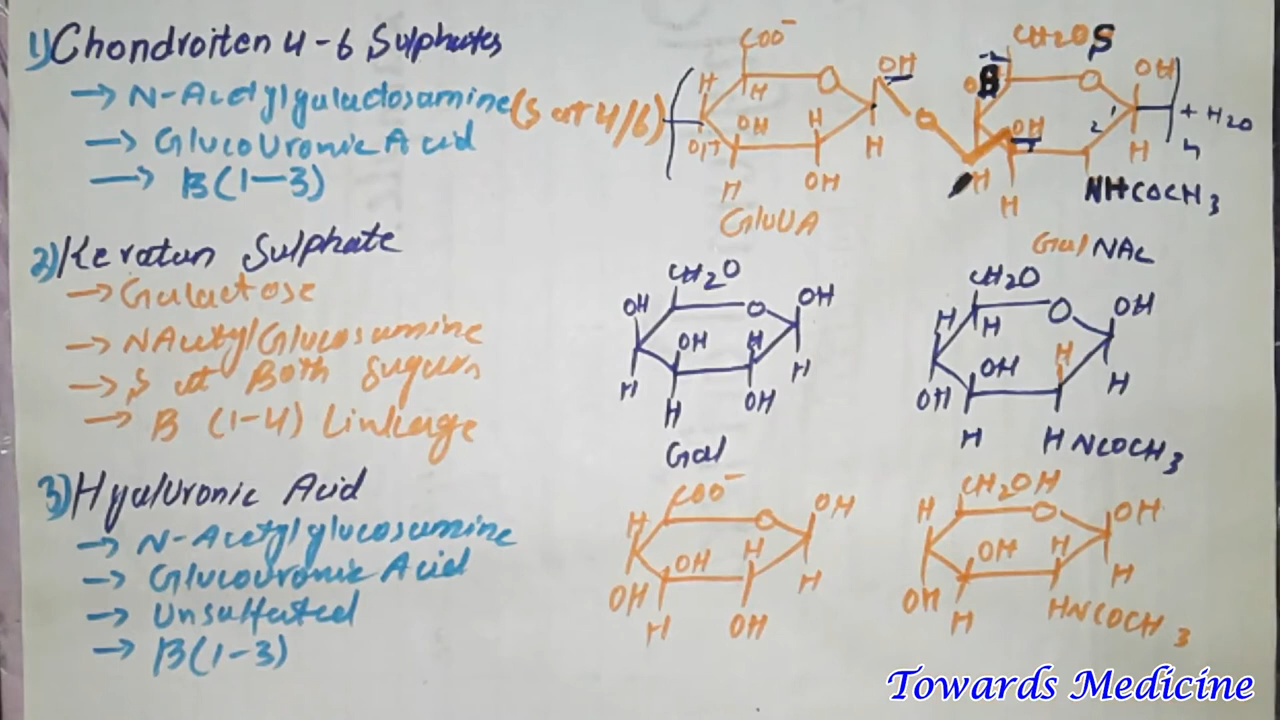 1) Chondroiten 4-6 Sulphates
→ N-Acetylgalactosamine (S at 4/6)
→ GlucoUronic Acid
→ B(1-3)
COO⁻
H
H
O
OH
OH
OH
H
H
H
OH
O
GluUA
CH2OS
O
OH
S
OH
H
H
2
1
H
NHCOCH3
+ H2O
n
GalNAC
2) Keratan Sulphate
→ Galactose
→ NAcetylGlucosamine
→ S at Both Sugars
→ B (1-4) Linkage
CH2O
OH
O
OH
OH
H
H
H
H
OH
Gal
CH2O
H
H
O
OH
OH
H
OH
H
H
HNCOCH3
3) Hyaluronic Acid
→ N-Acetylglucosamine
→ Glucouronic Acid
→ Unsulfated
→ B(1-3)
COO⁻
H
O
OH
OH
H
OH
H
H
OH
CH2OH
H
O
OH
OH
H
OH
H
H
HNCOCH3
Towards Medicine